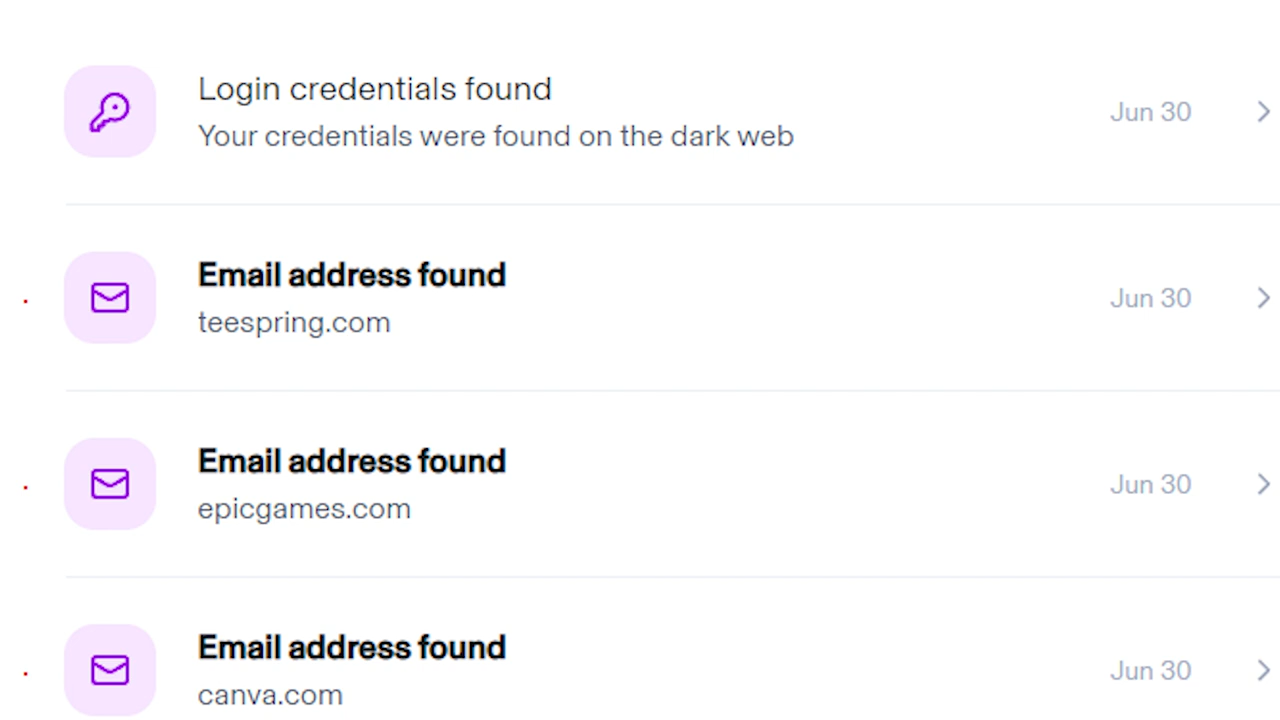 Login credentials found
Your credentials were found on the dark web
Jun 30
Email address found
teespring.com
Jun 30
Email address found
epicgames.com
Jun 30
Email address found
canva.com
Jun 30